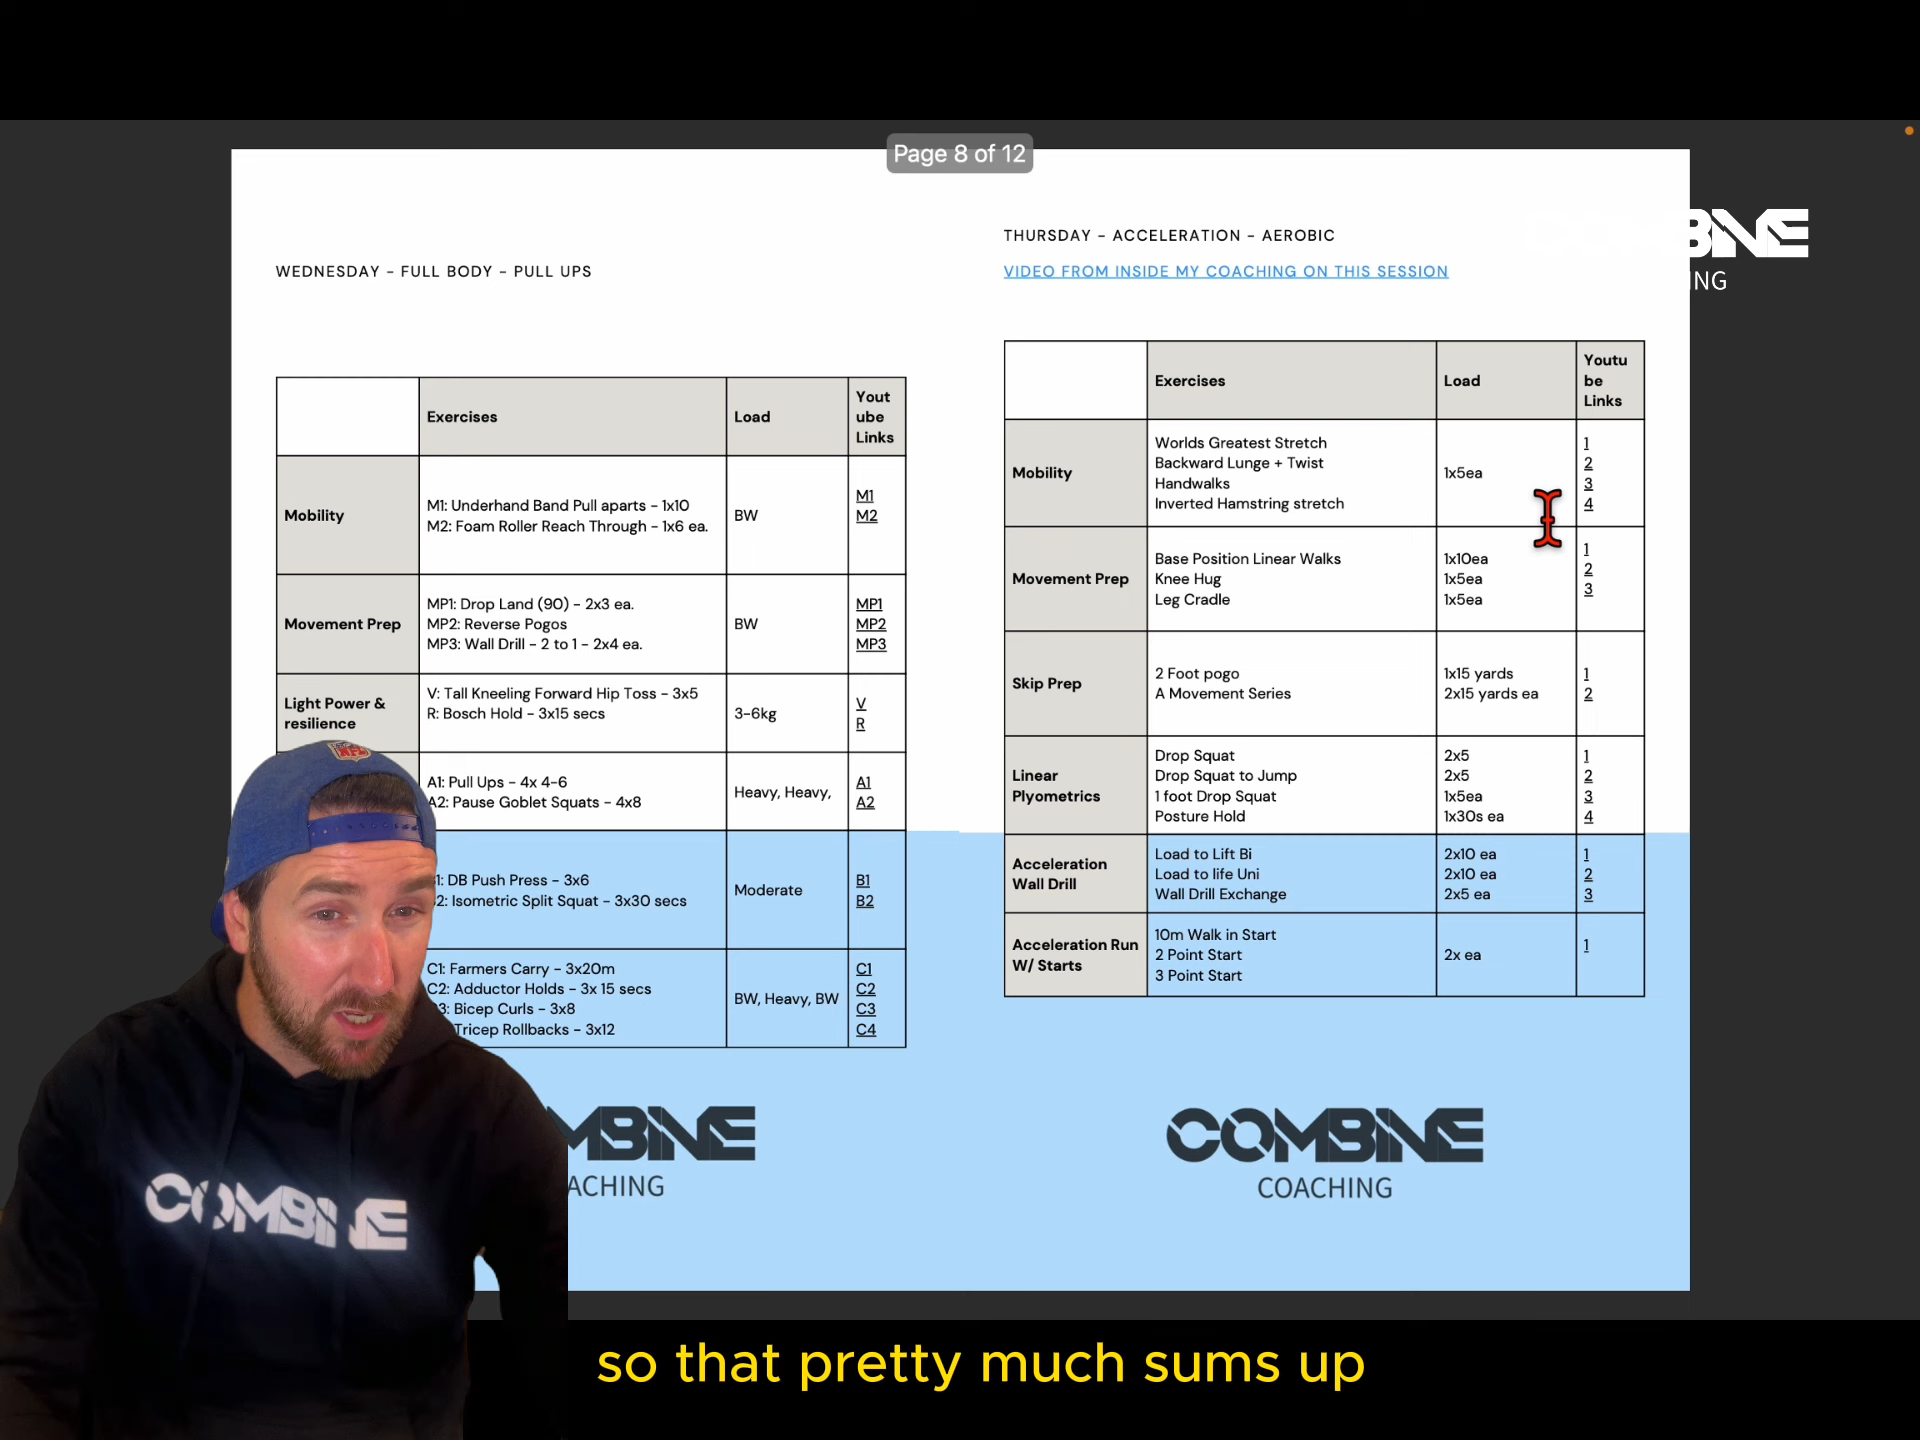 Page 8 of 12
WEDNESDAY - FULL BODY - PULL UPS
Exercises
Load
Yout
ube
Links
Mobility
M1: Underhand Band Pull aparts - 1x10
M2: Foam Roller Reach Through - 1x6 ea.
BW
M1
M2
Movement Prep
MP1: Drop Land (90) - 2x3 ea.
MP2: Reverse Pogos
MP3: Wall Drill - 2 to 1 - 2x4 ea.
BW
MP1
MP2
MP3
Light Power &
resilience
V: Tall Kneeling Forward Hip Toss - 3x5
R: Bosch Hold - 3x15 secs
3-6kg
V
R
A1: Pull Ups - 4x 4-6
A2: Pause Goblet Squats - 4x8
Heavy, Heavy,
A1
A2
1: DB Push Press - 3x6
2: Isometric Split Squat - 3x30 secs
Moderate
B1
B2
C1: Farmers Carry - 3x20m
C2: Adductor Holds - 3x 15 secs
3: Bicep Curls - 3x8
Tricep Rollbacks - 3x12
BW, Heavy, BW
C1
C2
C3
C4
MBINE
ACHING
THURSDAY - ACCELERATION - AEROBIC
VIDEO FROM INSIDE MY COACHING ON THIS SESSION
Exercises
Load
Youtu
be
Links
Mobility
Worlds Greatest Stretch
Backward Lunge + Twist
Handwalks
Inverted Hamstring stretch
1x5ea
1
2
3
4
Movement Prep
Base Position Linear Walks
Knee Hug
Leg Cradle
1x10ea
1x5ea
1x5ea
1
2
3
Skip Prep
2 Foot pogo
A Movement Series
1x15 yards
2x15 yards ea
1
2
Linear
Plyometrics
Drop Squat
Drop Squat to Jump
1 foot Drop Squat
Posture Hold
2x5
2x5
1x5ea
1x30s ea
1
2
3
4
Acceleration
Wall Drill
Load to Lift Bi
Load to life Uni
Wall Drill Exchange
2x10 ea
2x10 ea
2x5 ea
1
2
3
Acceleration Run
W/ Starts
10m Walk in Start
2 Point Start
3 Point Start
2x ea
1
COMBINE
COACHING
BINE
NG
NFL
COMBINE
so that pretty much sums up